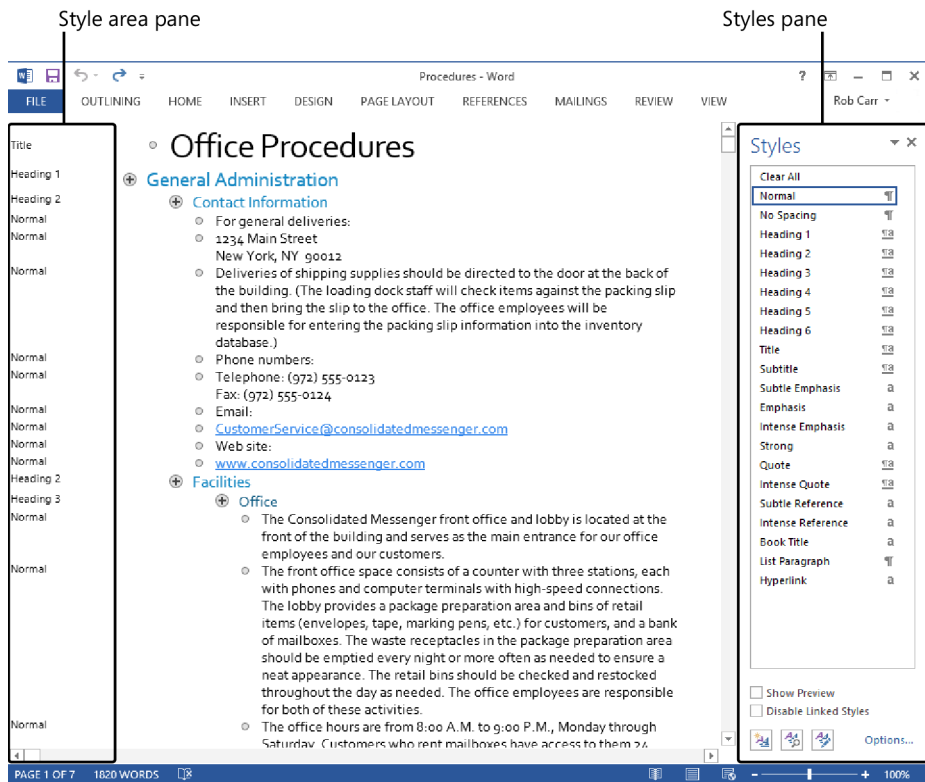 Style area pane
Styles pane
Procedures - Word
?
FILE OUTLINING HOME INSERT DESIGN PAGE LAYOUT REFERENCES MAILINGS REVIEW VIEW Rob Carr
Title
Office Procedures
Heading 1
General Administration
Heading 2
Contact Information
Normal
For general deliveries:
Normal
1234 Main Street
New York, NY 90012
Normal
Deliveries of shipping supplies should be directed to the door at the back of
the building. (The loading dock staff will check items against the packing slip
and then bring the slip to the office. The office employees will be
responsible for entering the packing slip information into the inventory
database.)
Normal
Phone numbers:
Normal
Telephone: (972) 555-0123
Fax: (972) 555-0124
Normal
Email:
Normal
CustomerService@consolidatedmessenger.com
Normal
Web site:
Normal
www.consolidatedmessenger.com
Heading 2
Facilities
Heading 3
Office
Normal
The Consolidated Messenger front office and lobby is located at the
front of the building and serves as the main entrance for our office
employees and our customers.
Normal
The front office space consists of a counter with three stations, each
with phones and computer terminals with high-speed connections.
The lobby provides a package preparation area and bins of retail
items (envelopes, tape, marking pens, etc.) for customers, and a bank
of mailboxes. The waste receptacles in the package preparation area
should be emptied every night or more often as needed to ensure a
neat appearance. The retail bins should be checked and restocked
throughout the day as needed. The office employees are responsible
for both of these activities.
Normal
The office hours are from 8:00 A.M. to 9:00 P.M., Monday through
Saturday. Customers who rent mailboxes have access to them 24
Styles
Clear All
Normal ¶
No Spacing ¶
Heading 1 ¶a
Heading 2 ¶a
Heading 3 ¶a
Heading 4 ¶a
Heading 5 ¶a
Heading 6 ¶a
Title ¶a
Subtitle ¶a
Subtle Emphasis a
Emphasis a
Intense Emphasis a
Strong a
Quote ¶a
Intense Quote ¶a
Subtle Reference a
Intense Reference a
Book Title a
List Paragraph ¶
Hyperlink a
Show Preview
Disable Linked Styles
Options...
PAGE 1 OF 7 1820 WORDS 100%